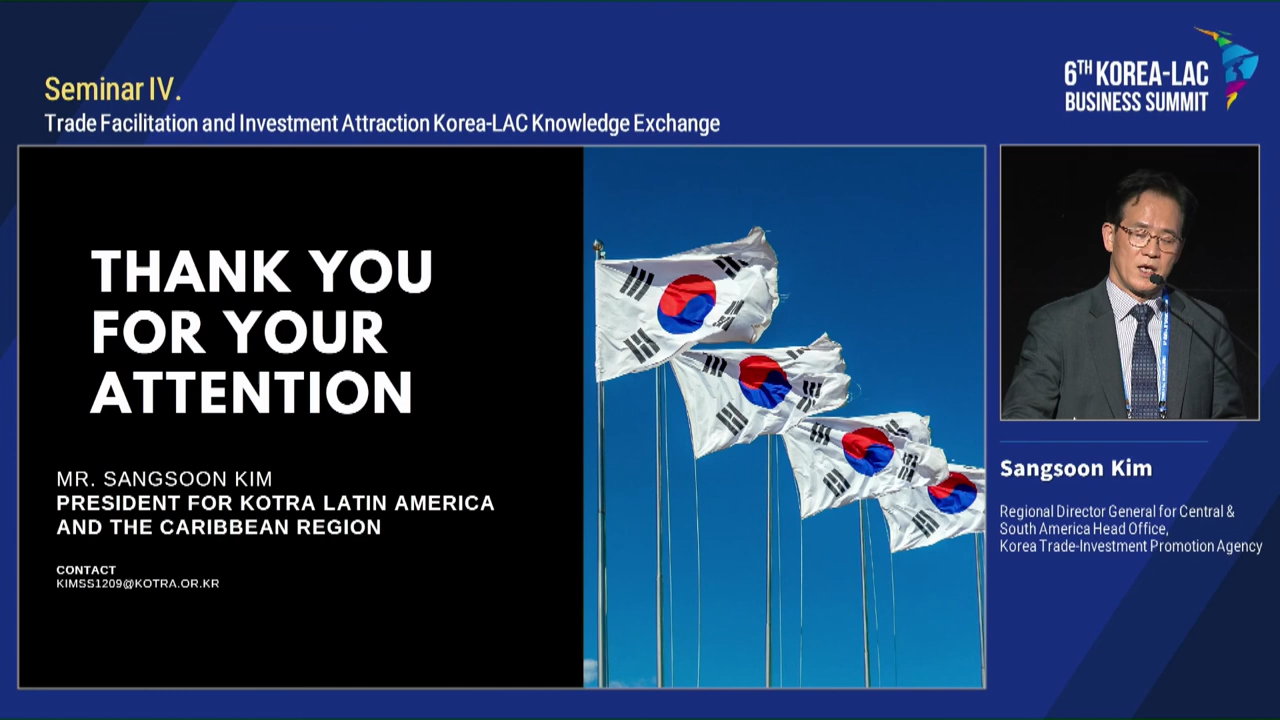 Seminar IV.
Trade Facilitation and Investment Attraction Korea-LAC Knowledge Exchange
6TH KOREA-LAC
BUSINESS SUMMIT
THANK YOU
FOR YOUR
ATTENTION
MR. SANGSOON KIM
PRESIDENT FOR KOTRA LATIN AMERICA
AND THE CARIBBEAN REGION
CONTACT
KIMSS1209@KOTRA.OR.KR
Sangsoon Kim
Regional Director General for Central &
South America Head Office,
Korea Trade-Investment Promotion Agency